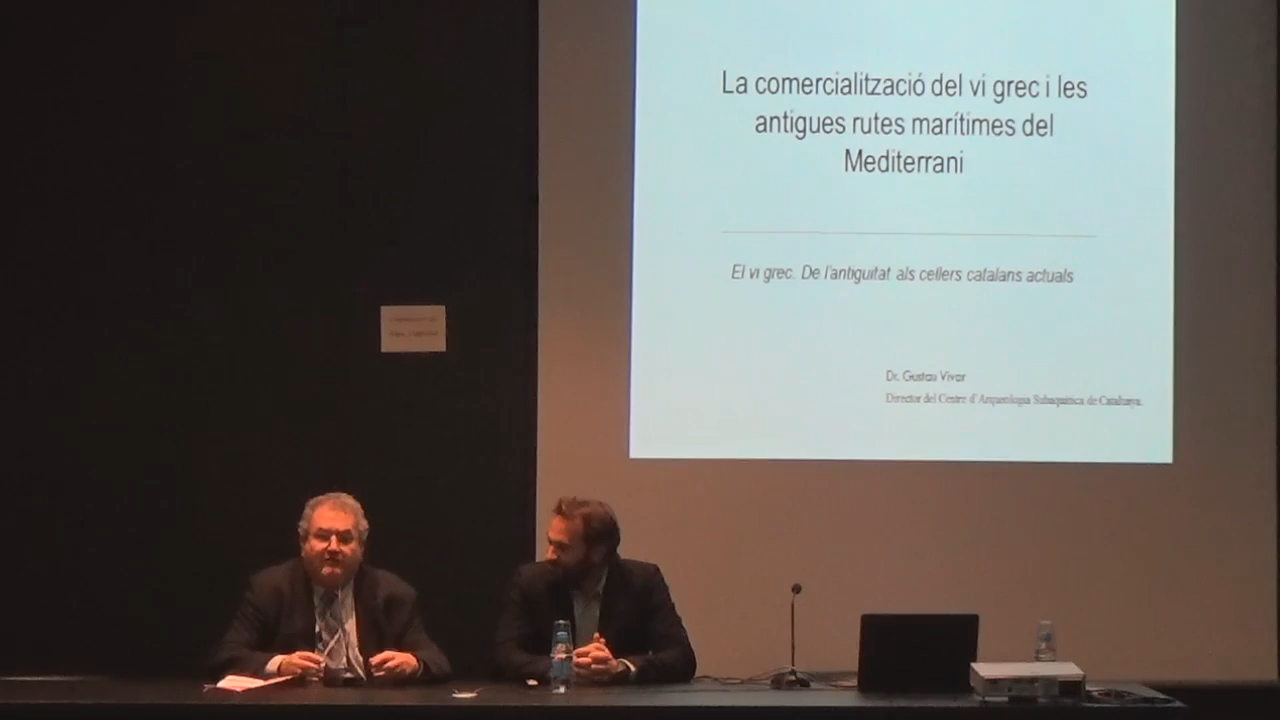 La comercialització del vi grec i les
antigues rutes marítimes del
Mediterrani
El vi grec. De l'antiguitat als cellers catalans actuals
Dr. Gustau Vivar
Director del Centre d'Arqueologia Subaquàtica de Catalunya.